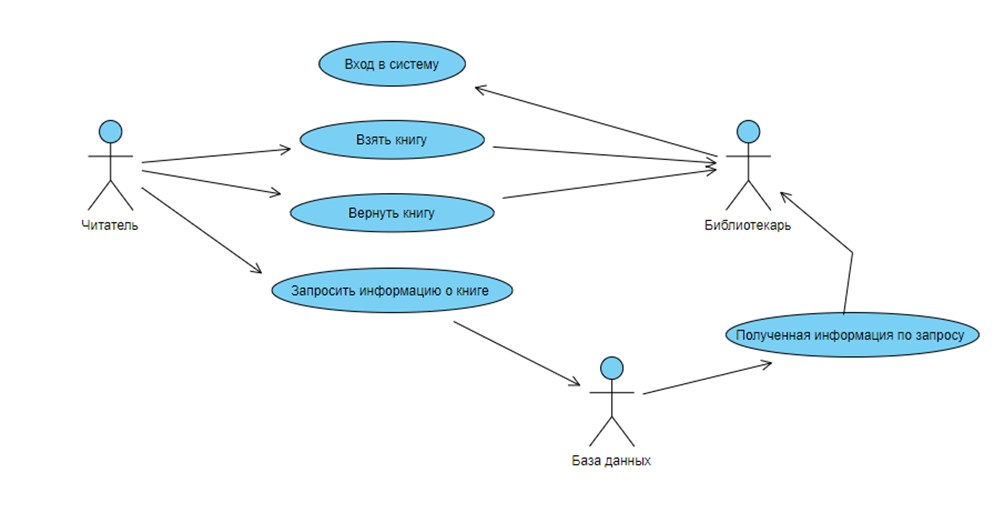 Вход в систему
Взять книгу
Читатель
Вернуть книгу
Библиотекарь
Запросить информацию о книге
Полученная информация по запросу
База данных